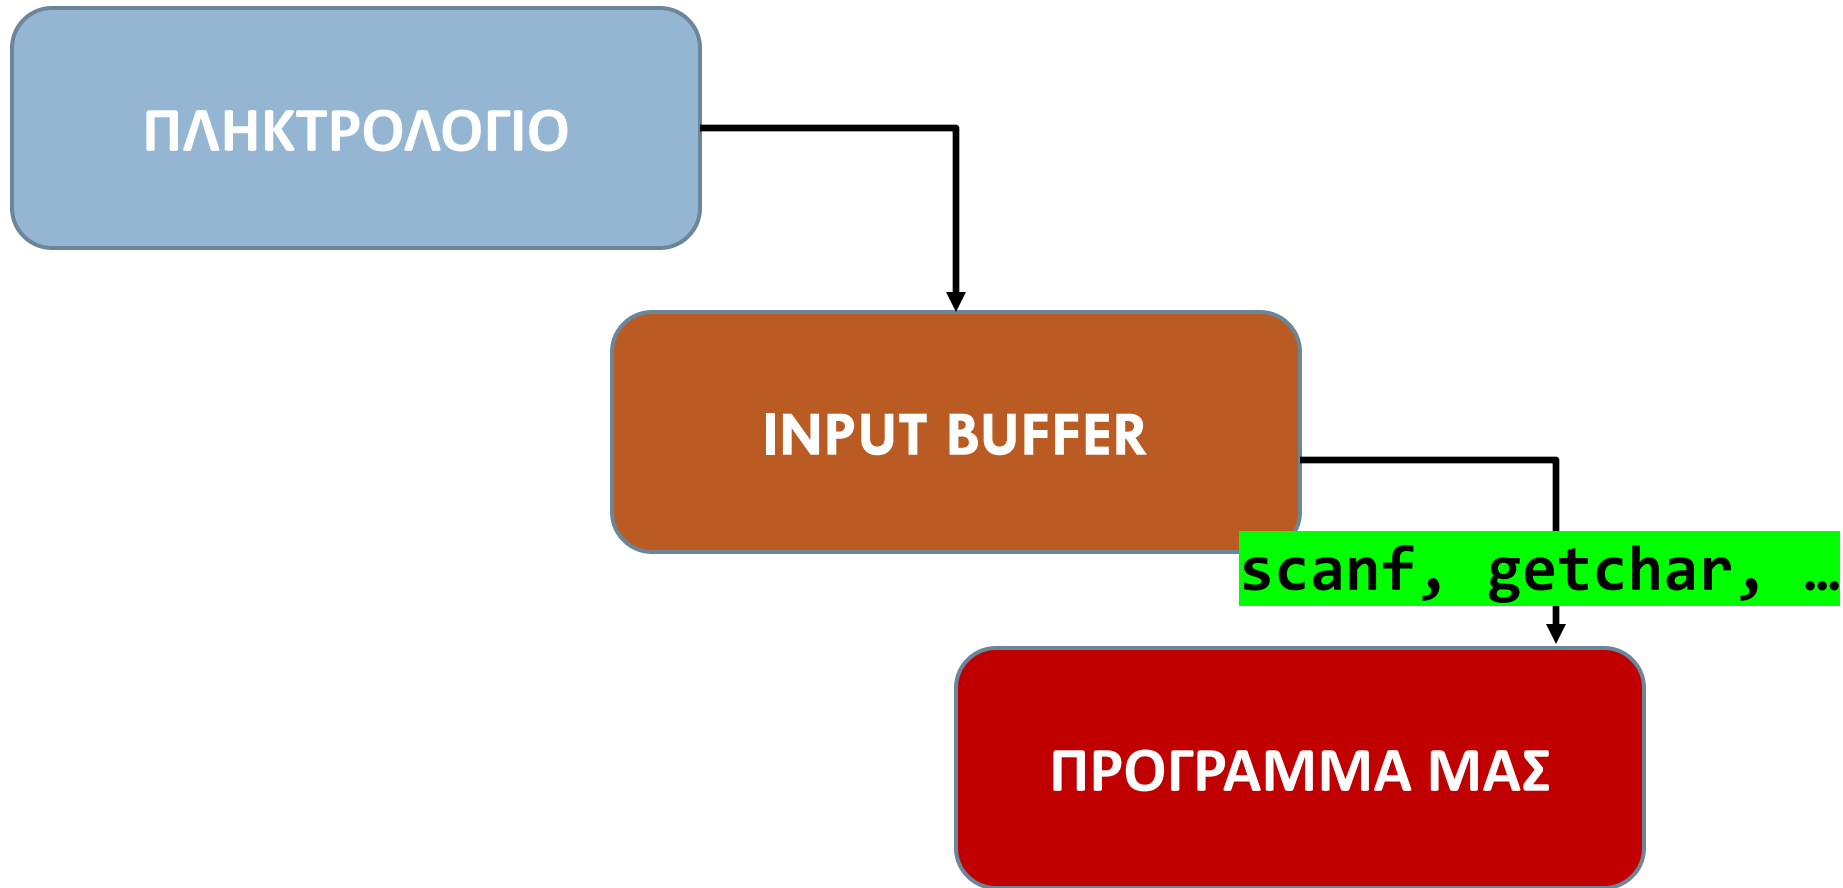 ΠΛΗΚΤΡΟΛΟΓΙΟ
INPUT BUFFER
scanf, getchar, …
ΠΡΟΓΡΑΜΜΑ ΜΑΣ